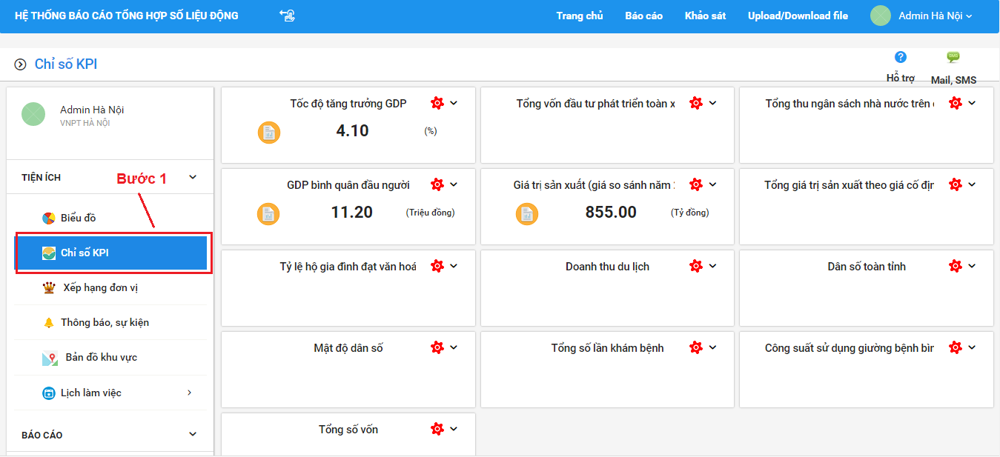 HỆ THỐNG BÁO CÁO TỔNG HỢP SỐ LIỆU ĐỘNG
Trang chủ
Báo cáo
Khảo sát
Upload/Download file
Admin Hà Nội
Chỉ số KPI
Hỗ trợ
SMS
Mail, SMS
Admin Hà Nội
VNPT HÀ NỘI
TIỆN ÍCH
Bước 1
Biểu đồ
Chỉ số KPI
Xếp hạng đơn vị
Thông báo, sự kiện
Bản đồ khu vực
Lịch làm việc
BÁO CÁO
Tốc độ tăng trưởng GDP
4.10
(%)
Tổng vốn đầu tư phát triển toàn x
Tổng thu ngân sách nhà nước trên
GDP bình quân đầu người
11.20
(Triệu đồng)
Giá trị sản xuất (giá so sánh năm
855.00
(Tỷ đồng)
Tổng giá trị sản xuất theo giá cố địn
Tỷ lệ hộ gia đình đạt văn hoá
Doanh thu du lịch
Dân số toàn tỉnh
Mật độ dân số
Tổng số lần khám bệnh
Công suất sử dụng giường bệnh bìn
Tổng số vốn